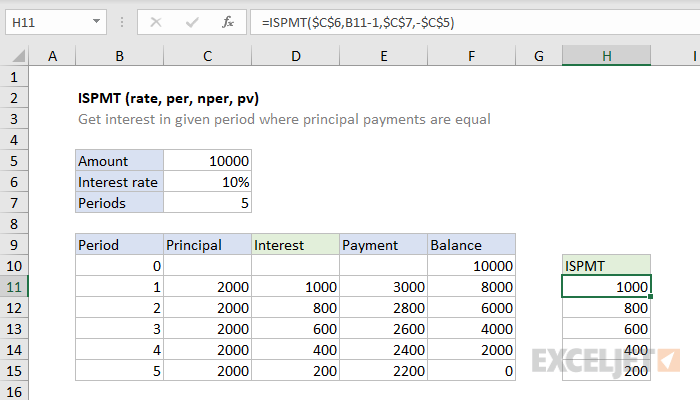 H11 fx =ISPMT($C$6,B11-1,$C$7,-$C$5)
A B C D E F G H I
1
2 ISPMT (rate, per, nper, pv)
3 Get interest in given period where principal payments are equal
4
5 Amount 10000
6 Interest rate 10%
7 Periods 5
8
9 Period Principal Interest Payment Balance
10 0 10000 ISPMT
11 1 2000 1000 3000 8000 1000
12 2 2000 800 2800 6000 800
13 3 2000 600 2600 4000 600
14 4 2000 400 2400 2000 400
15 5 2000 200 2200 0 200
EXCELJET
16